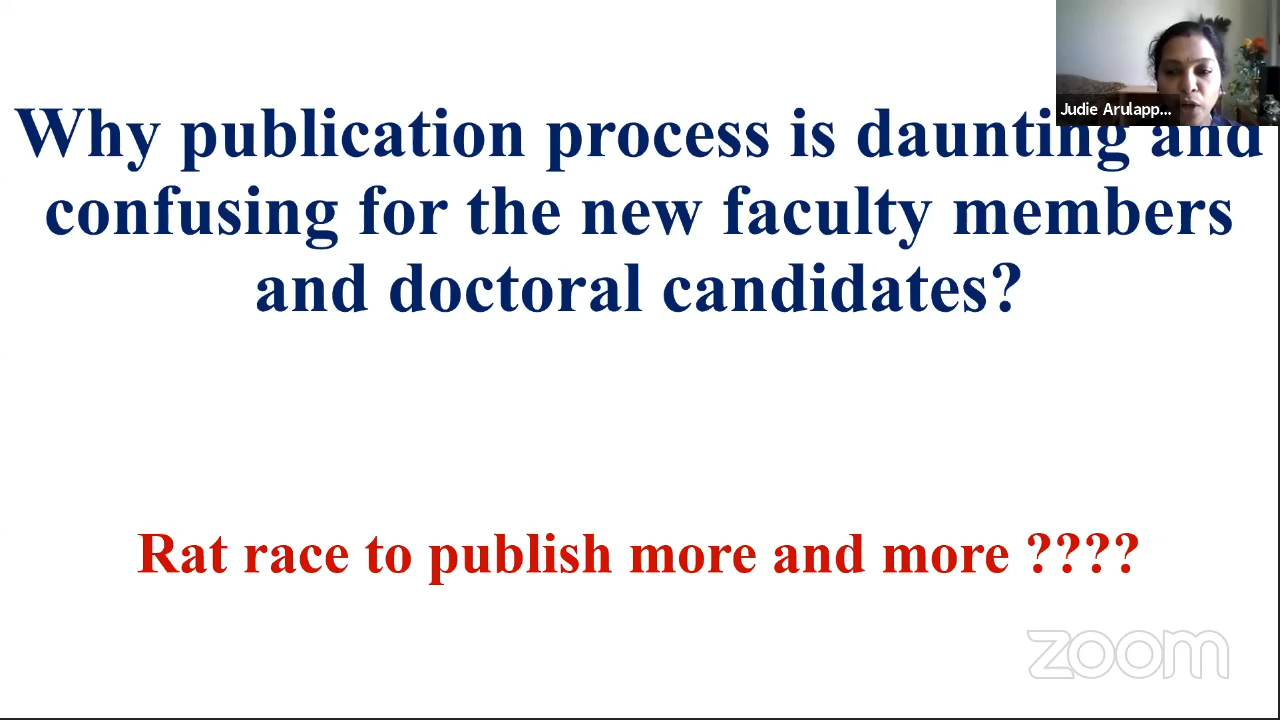 Judie Arulapp...
Why publication process is daunting and
confusing for the new faculty members
and doctoral candidates?
Rat race to publish more and more ????
zoom